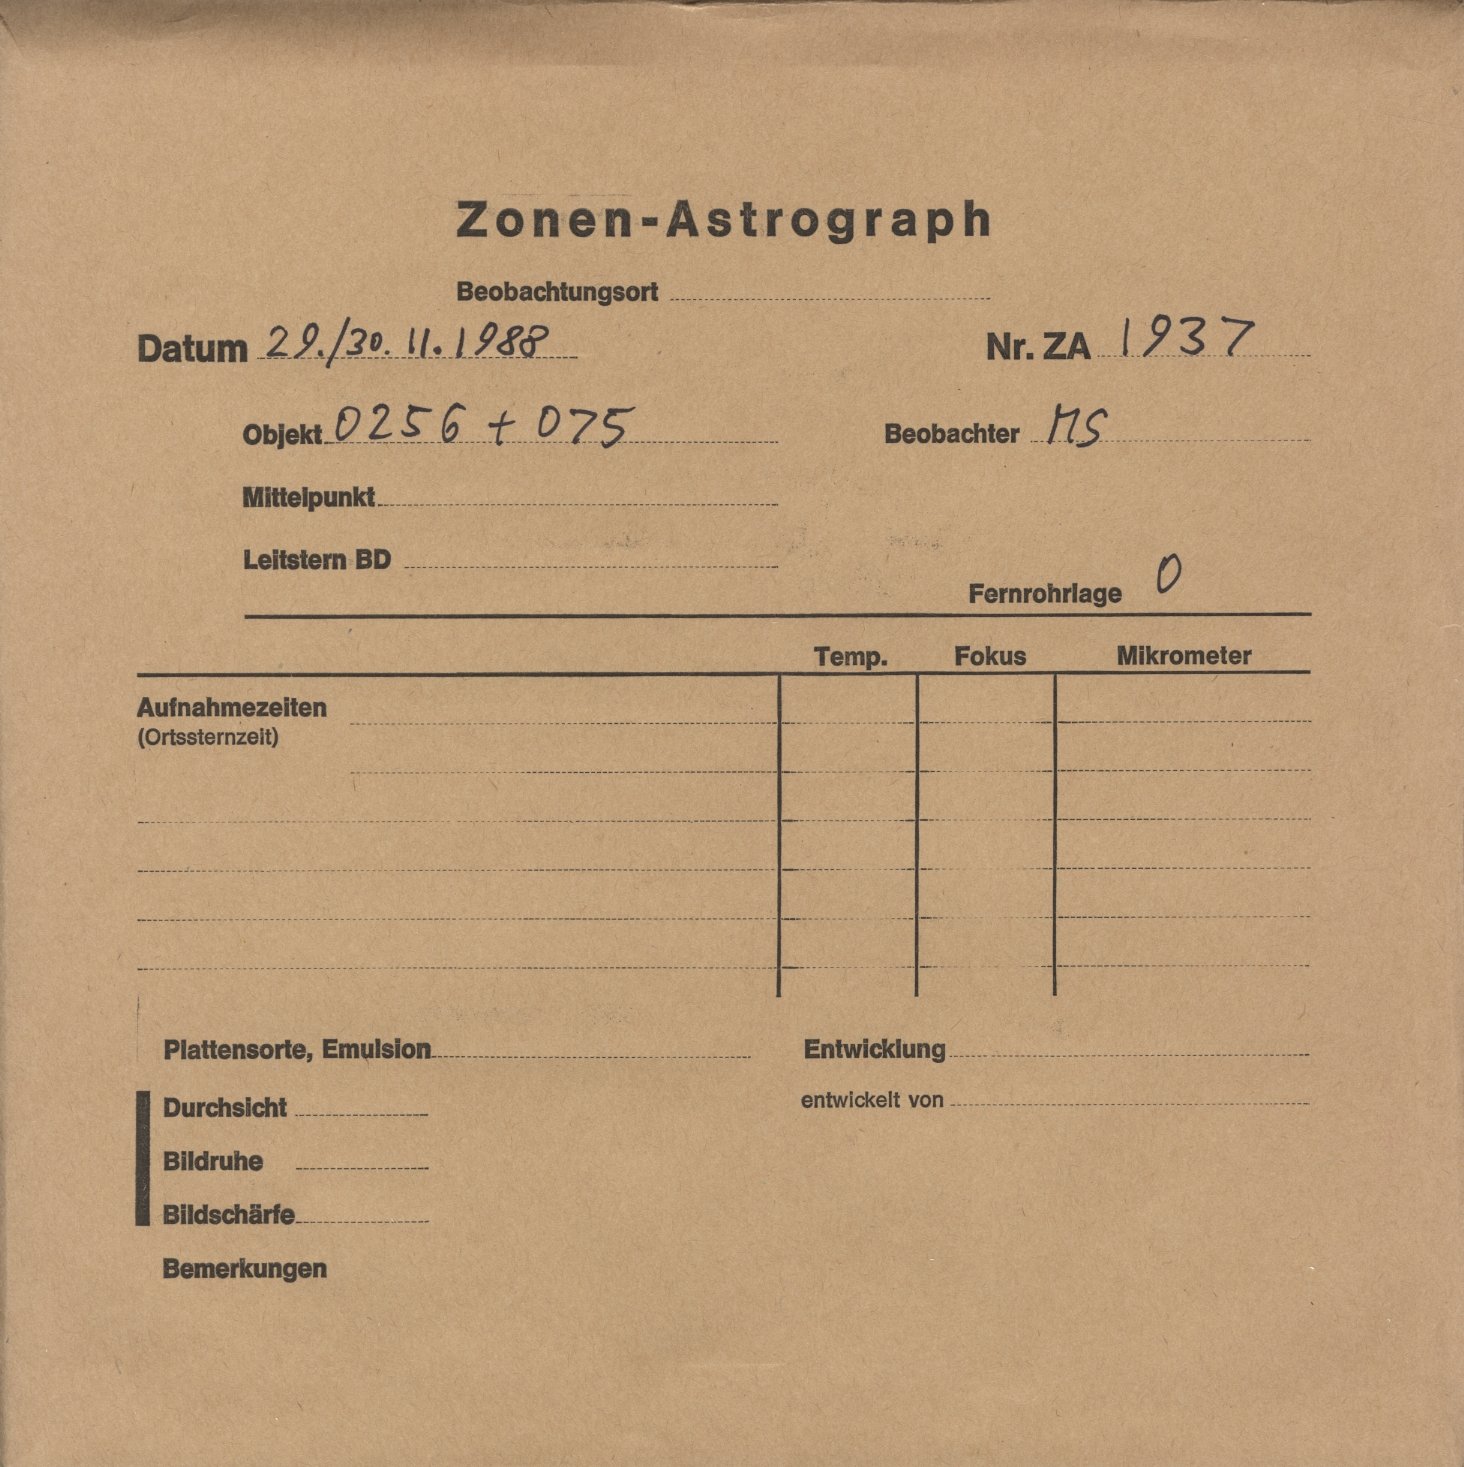 Zonen-Astrograph
Beobachtungsort
Datum 29./30. 11. 1988 Nr. ZA 1937
Objekt 0256 + 075 Beobachter MS
Mittelpunkt
Leitstern BD
Fernrohrlage O
Temp. Fokus Mikrometer
Aufnahmezeiten
(Ortssternzeit)
Plattensorte, Emulsion Entwicklung
Durchsicht entwickelt von
Bildruhe
Bildschärfe
Bemerkungen